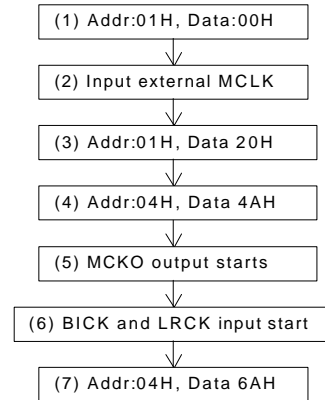 (1) Addr:01H, Data:00H
(2) Input external MCLK
(3) Addr:01H, Data 20H
(4) Addr:04H, Data 4AH
(5) MCKO output starts
(6) BICK and LRCK input start
(7) Addr:04H, Data 6AH